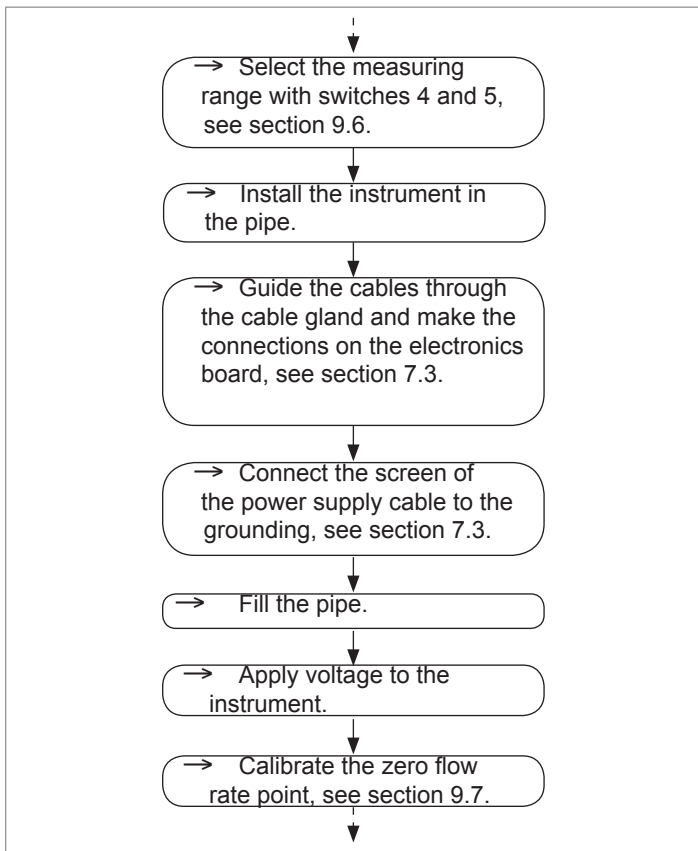 → Select the measuring
range with switches 4 and 5,
see section 9.6.
→ Install the instrument in
the pipe.
→ Guide the cables through
the cable gland and make the
connections on the electronics
board, see section 7.3.
→ Connect the screen of
the power supply cable to the
grounding, see section 7.3.
→ Fill the pipe.
→ Apply voltage to the
instrument.
→ Calibrate the zero flow
rate point, see section 9.7.